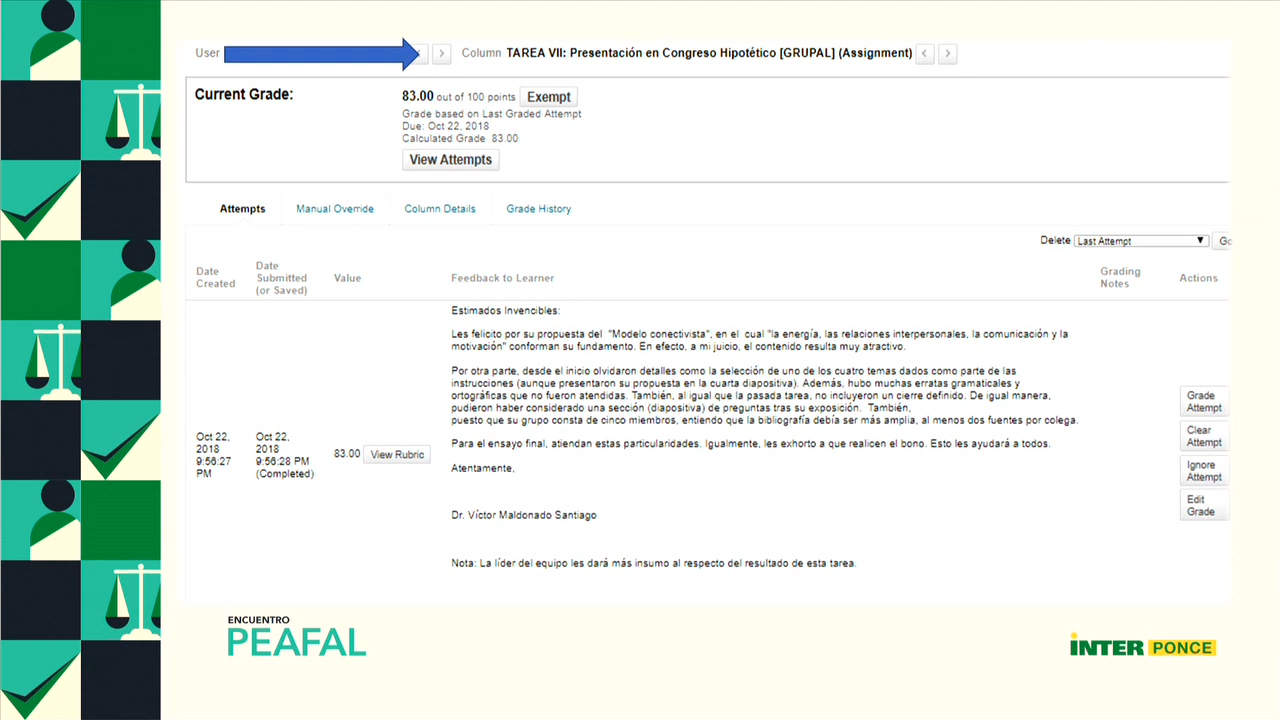 User
Column TAREA VII: Presentación en Congreso Hipotético [GRUPAL] (Assignment)
Current Grade:
83.00 out of 100 points Exempt
Grade based on Last Graded Attempt
Due: Oct 22, 2018
Calculated Grade 83.00
View Attempts
Attempts Manual Override Column Details Grade History
Delete Last Attempt
Date Created
Date Submitted (or Saved)
Value
Feedback to Learner
Grading Notes
Actions
Oct 22, 2018 9:56:27 PM
Oct 22, 2018 9:56:28 PM (Completed)
83.00 View Rubric
Estimados Invencibles:
Les felicito por su propuesta del "Modelo conectivista", en el cual "la energía, las relaciones interpersonales, la comunicación y la
motivación" conforman su fundamento. En efecto, a mi juicio, el contenido resulta muy atractivo.
Por otra parte, desde el inicio olvidaron detalles como la selección de uno de los cuatro temas dados como parte de las
instrucciones (aunque presentaron su propuesta en la cuarta diapositiva). Además, hubo muchas erratas gramaticales y
ortográficas que no fueron atendidas. También, al igual que la pasada tarea, no incluyeron un cierre definido. De igual manera,
pudieron haber considerado una sección (diapositiva) de preguntas tras su exposición. También,
puesto que su grupo consta de cinco miembros, entiendo que la bibliografía debía ser más amplia, al menos dos fuentes por colega.
Para el ensayo final, atiendan estas particularidades. Igualmente, les exhorto a que realicen el bono. Esto les ayudará a todos.
Atentamente,
Dr. Víctor Maldonado Santiago
Nota: La líder del equipo les dará más insumo al respecto del resultado de esta tarea.
Grade Attempt
Clear Attempt
Ignore Attempt
Edit Grade
ENCUENTRO
PEAFAL
INTER PONCE